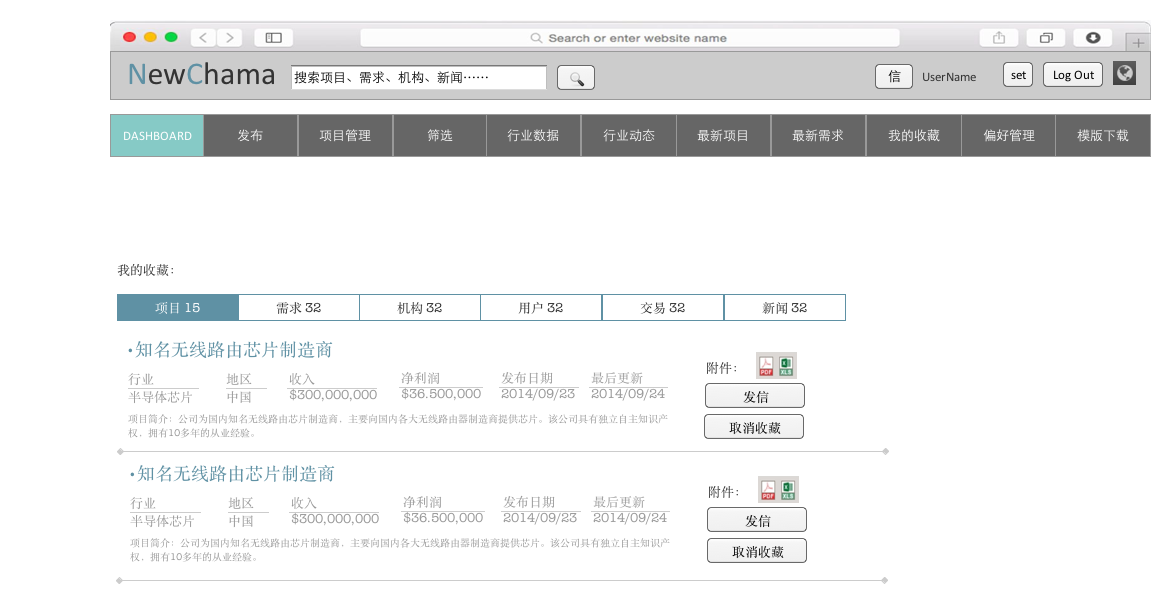 Search or enter website name
NewChama 搜索项目、需求、机构、新闻…… 信 UserName set Log Out
DASHBOARD 发布 项目管理 筛选 行业数据 行业动态 最新项目 最新需求 我的收藏 偏好管理 模版下载
我的收藏:
项目 15 需求 32 机构 32 用户 32 交易 32 新闻 32
·知名无线路由芯片制造商
行业 地区 收入 净利润 发布日期 最后更新 附件: PDF XLS
半导体芯片 中国 $300,000,000 $36.500,000 2014/09/23 2014/09/24 发信
项目简介: 公司为国内知名无线路由芯片制造商, 主要向国内各大无线路由器制造商提供芯片。该公司具有独立自主知识产
权, 拥有10多年的从业经验。 取消收藏
·知名无线路由芯片制造商
行业 地区 收入 净利润 发布日期 最后更新 附件: PDF XLS
半导体芯片 中国 $300,000,000 $36.500,000 2014/09/23 2014/09/24 发信
项目简介: 公司为国内知名无线路由芯片制造商, 主要向国内各大无线路由器制造商提供芯片。该公司具有独立自主知识产
权, 拥有10多年的从业经验。 取消收藏